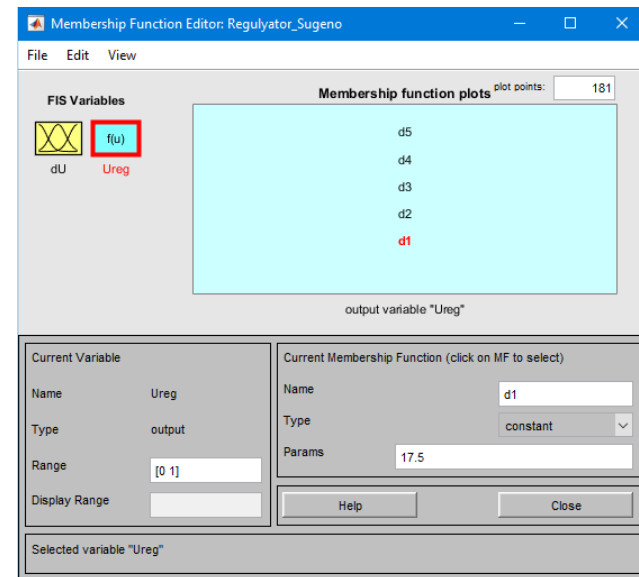 Membership Function Editor: Regulyator_Sugeno
File Edit View
FIS Variables
f(u)
dU Ureg
Membership function plots plot points: 181
d5
d4
d3
d2
d1
output variable "Ureg"
Current Variable
Name Ureg
Type output
Range [0 1]
Display Range
Current Membership Function (click on MF to select)
Name d1
Type constant
Params 17.5
Help Close
Selected variable "Ureg"